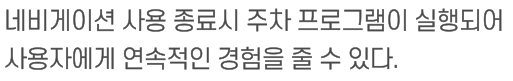 네비게이션 사용 종료시 주차 프로그램이 실행되어
사용자에게 연속적인 경험을 줄 수 있다.